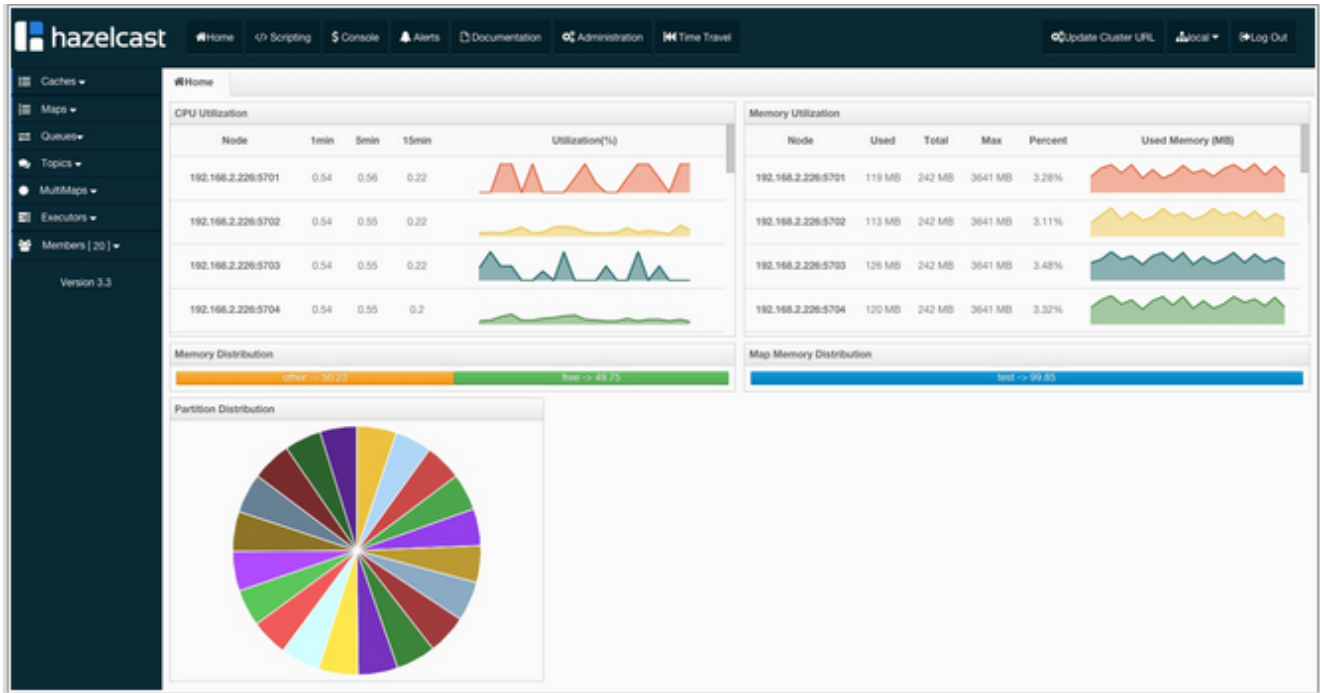 hazelcast
Home Scripting $ Console Alerts Documentation Administration Time Travel Update Cluster URL local Log Out
Caches
Maps
Queues
Topics
MultiMaps
Executors
Members [ 20 ]
Version 3.3
Home
CPU Utilization
Node 1min 5min 15min Utilization(%)
192.168.2.226:5701 0.54 0.56 0.22
192.168.2.226:5702 0.54 0.55 0.22
192.168.2.226:5703 0.54 0.55 0.22
192.168.2.226:5704 0.54 0.55 0.2
Memory Utilization
Node Used Total Max Percent Used Memory (MB)
192.168.2.226:5701 119 MB 242 MB 3641 MB 3.28%
192.168.2.226:5702 113 MB 242 MB 3641 MB 3.11%
192.168.2.226:5703 126 MB 242 MB 3641 MB 3.48%
192.168.2.226:5704 120 MB 242 MB 3641 MB 3.32%
Memory Distribution
other -> 50.23 free -> 49.75
Map Memory Distribution
test -> 99.85
Partition Distribution